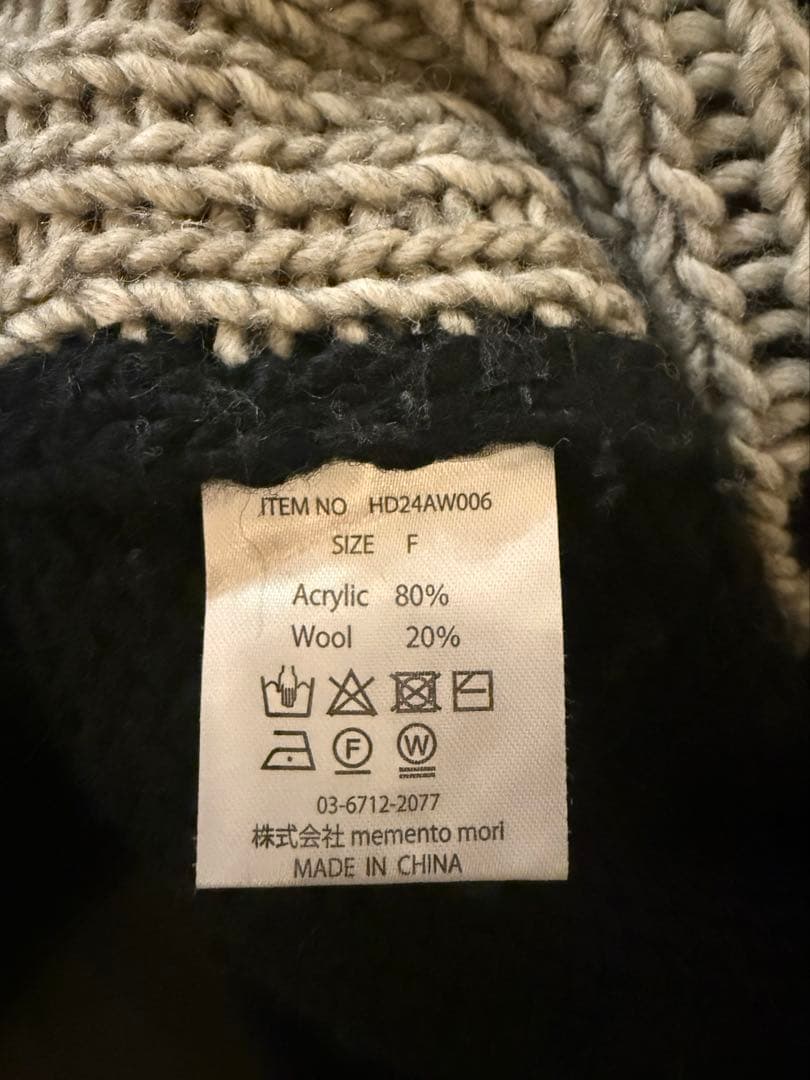 ITEM NO HD24AW006
SIZE F
Acrylic 80%
Wool 20%
F W
03-6712-2077
株式会社 memento mori
MADE IN CHINA